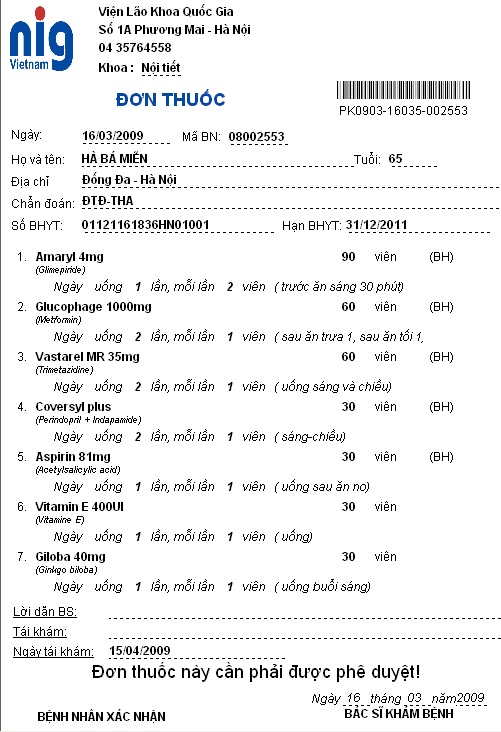 nig
Vietnam
Viện Lão Khoa Quốc Gia
Số 1A Phương Mai - Hà Nội
04 35764558
Khoa : Nội tiết
ĐƠN THUỐC
PK0903-16035-002553
Ngày: 16/03/2009 Mã BN: 08002553
Họ và tên: HÀ BÁ MIỄN Tuổi: 65
Địa chỉ Đống Đa - Hà Nội
Chẩn đoán: ĐTĐ-THA
Số BHYT: 01121161836HN01001 Hạn BHYT: 31/12/2011
1. Amaryl 4mg 90 viên (BH)
(Glimepiride)
Ngày uống 1 lần, mỗi lần 2 viên ( trước ăn sáng 30 phút)
2. Glucophage 1000mg 60 viên (BH)
(Metformin)
Ngày uống 2 lần, mỗi lần 1 viên ( sau ăn trưa 1, sau ăn tối 1,
3. Vastarel MR 35mg 60 viên (BH)
(Trimetazidine)
Ngày uống 2 lần, mỗi lần 1 viên ( uống sáng và chiều)
4. Coversyl plus 30 viên (BH)
(Perindopril + Indapamide)
Ngày uống 2 lần, mỗi lần 1 viên ( sáng-chiều)
5. Aspirin 81mg 30 viên (BH)
(Acetylsalicylic acid)
Ngày uống 1 lần, mỗi lần 1 viên ( uống sau ăn no)
6. Vitamin E 400UI 30 viên
(Vitamine E)
Ngày uống 1 lần, mỗi lần 1 viên ( uống)
7. Giloba 40mg 30 viên
(Ginkgo biloba)
Ngày uống 1 lần, mỗi lần 1 viên ( uống buổi sáng)
Lời dặn BS:
Tái khám:
Ngày tái khám: 15/04/2009
Đơn thuốc này cần phải được phê duyệt!
Ngày 16 tháng 03 năm2009
BỆNH NHÂN XÁC NHẬN BÁC SĨ KHÁM BỆNH